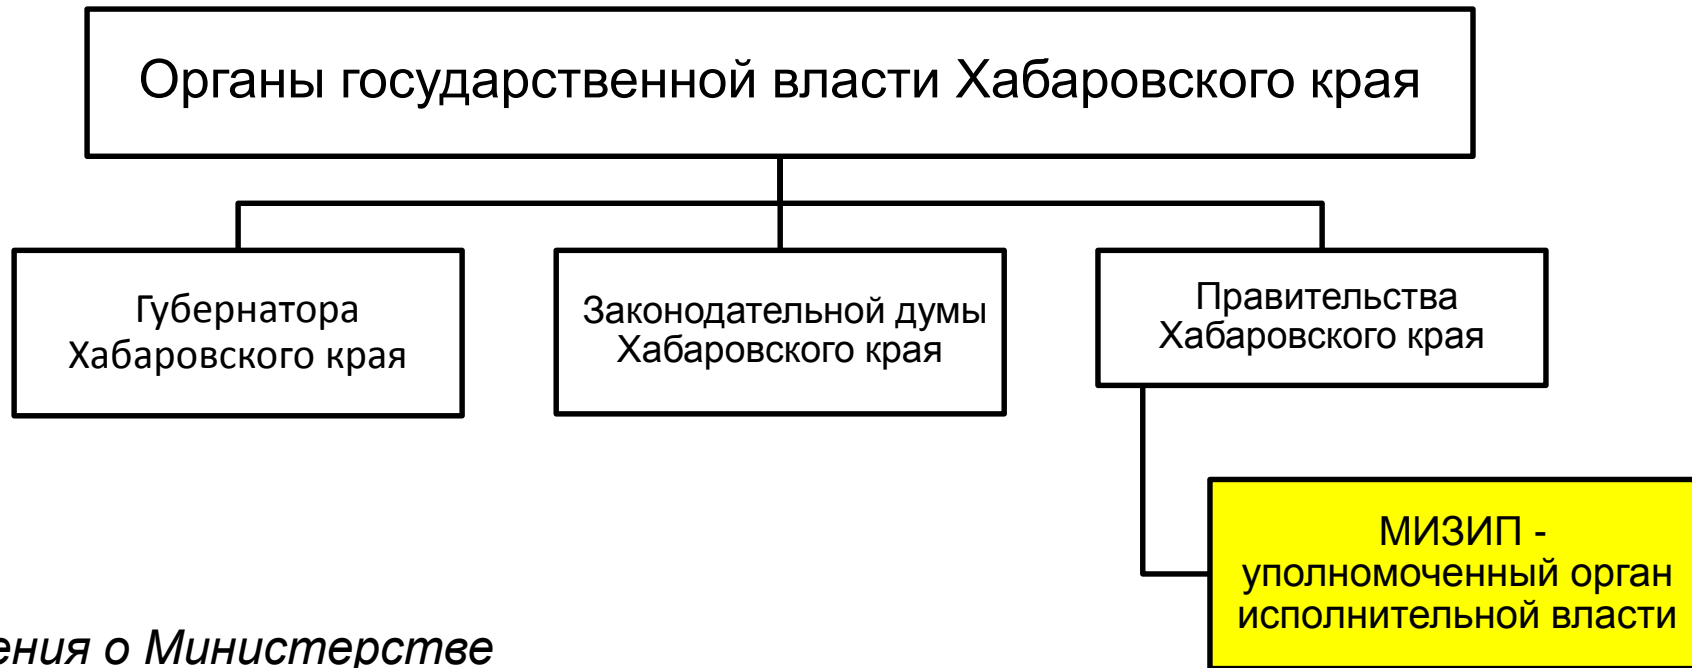 Органы государственной власти Хабаровского края
Губернатора
Хабаровского края
Законодательной думы
Хабаровского края
Правительства
Хабаровского края
МИЗИП -
уполномоченный орган
исполнительной власти
о Министерстве